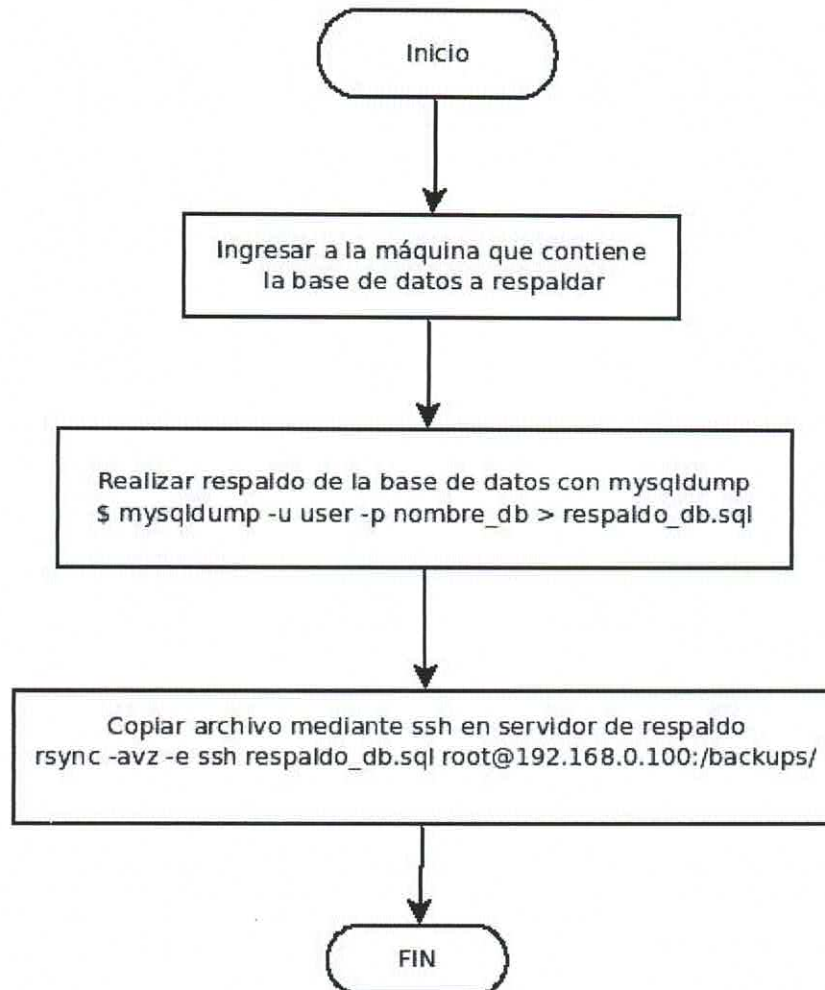 Inicio
Ingresar a la máquina que contiene
la base de datos a respaldar
Realizar respaldo de la base de datos con mysqldump
$ mysqldump -u user -p nombre_db > respaldo_db.sql
Copiar archivo mediante ssh en servidor de respaldo
rsync -avz -e ssh respaldo_db.sql root@192.168.0.100:/backups/
FIN